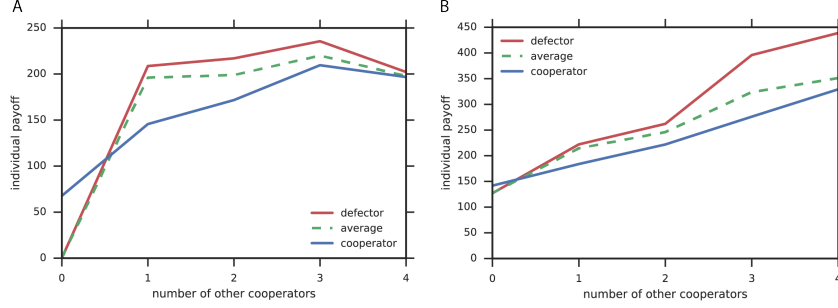 A
250
200
150
100
50
0
individual payoff
defector
average
cooperator
0 1 2 3 4
number of other cooperators
B
450
400
350
300
250
200
150
100
50
0
individual payoff
defector
average
cooperator
0 1 2 3 4
number of other cooperators